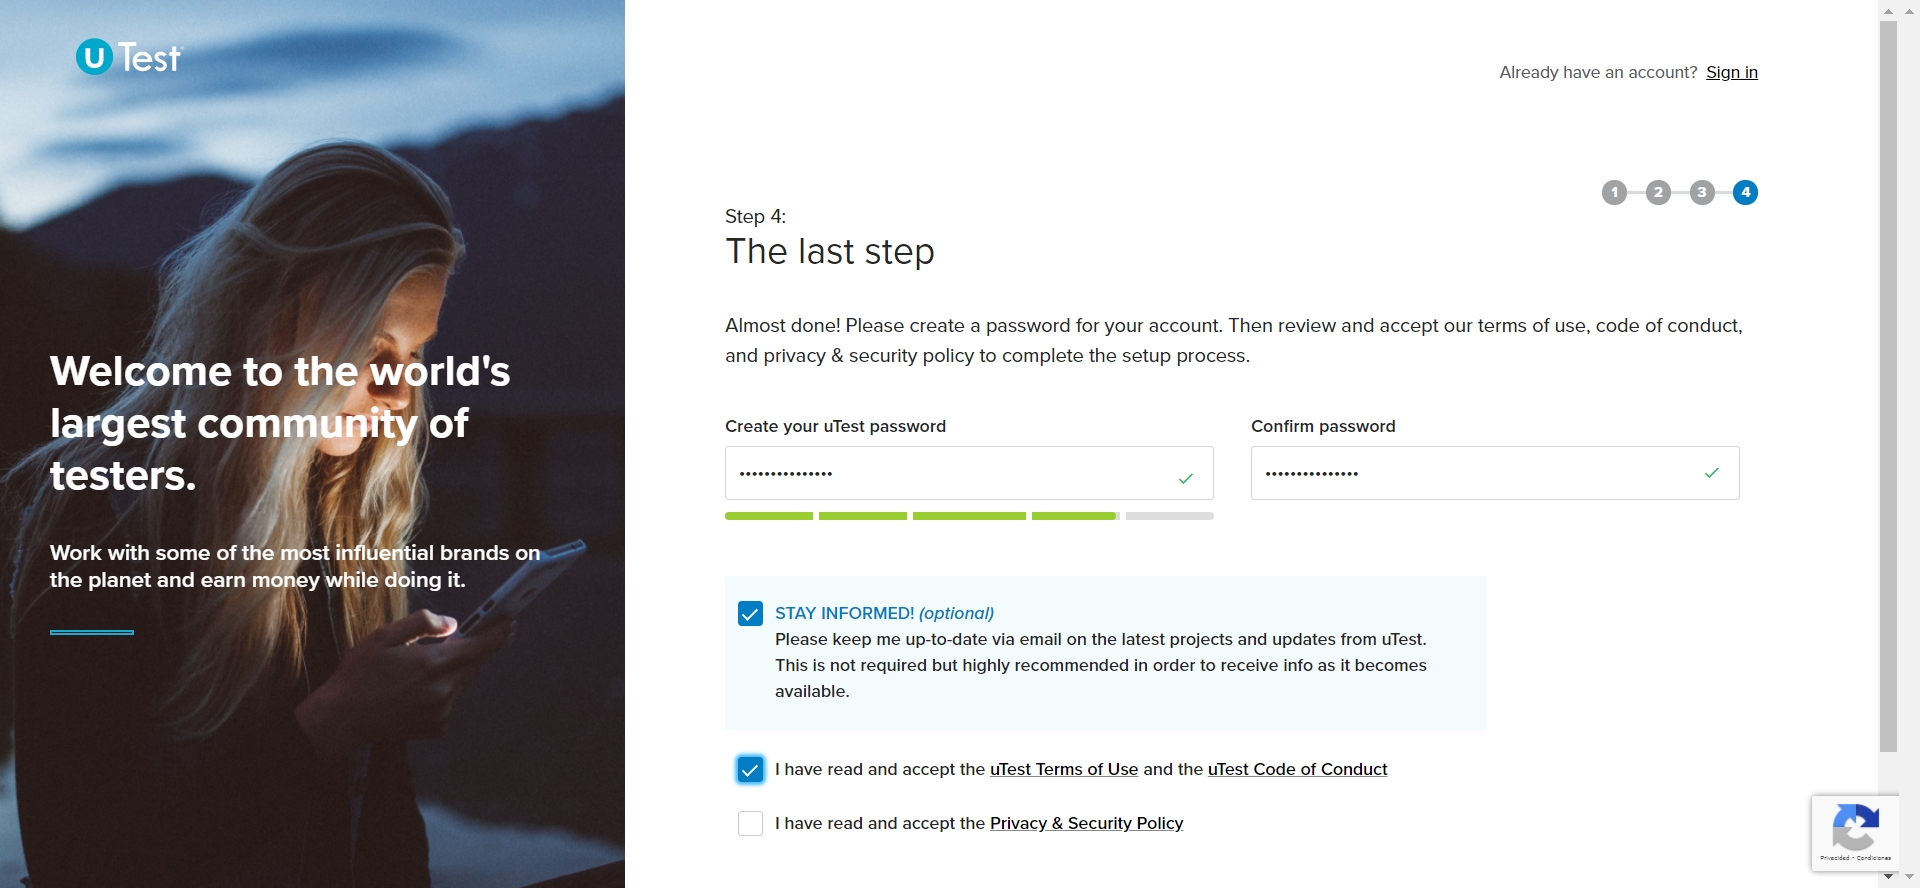 U Test
Already have an account? Sign in
1 2 3 4
Step 4:
The last step
Almost done! Please create a password for your account. Then review and accept our terms of use, code of conduct,
and privacy & security policy to complete the setup process.
Welcome to the world's
largest community of
testers.
Work with some of the most influential brands on
the planet and earn money while doing it.
Create your uTest password
Confirm password
•••••••••••••••
•••••••••••••••
STAY INFORMED! (optional)
Please keep me up-to-date via email on the latest projects and updates from uTest.
This is not required but highly recommended in order to receive info as it becomes
available.
I have read and accept the uTest Terms of Use and the uTest Code of Conduct
I have read and accept the Privacy & Security Policy
Privacidad - Condiciones